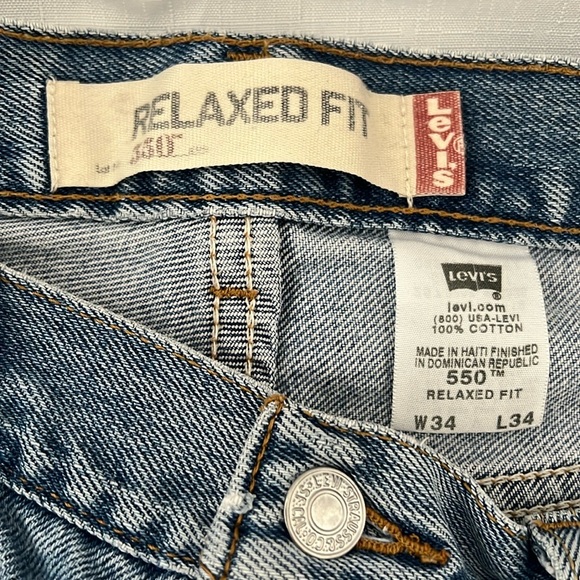 RELAXED FIT
550™
Levi's®
Levi's®
levi.com
(800) USA-LEVI
100% COTTON
MADE IN HAITI FINISHED
IN DOMINICAN REPUBLIC
550™
RELAXED FIT
W34 L34